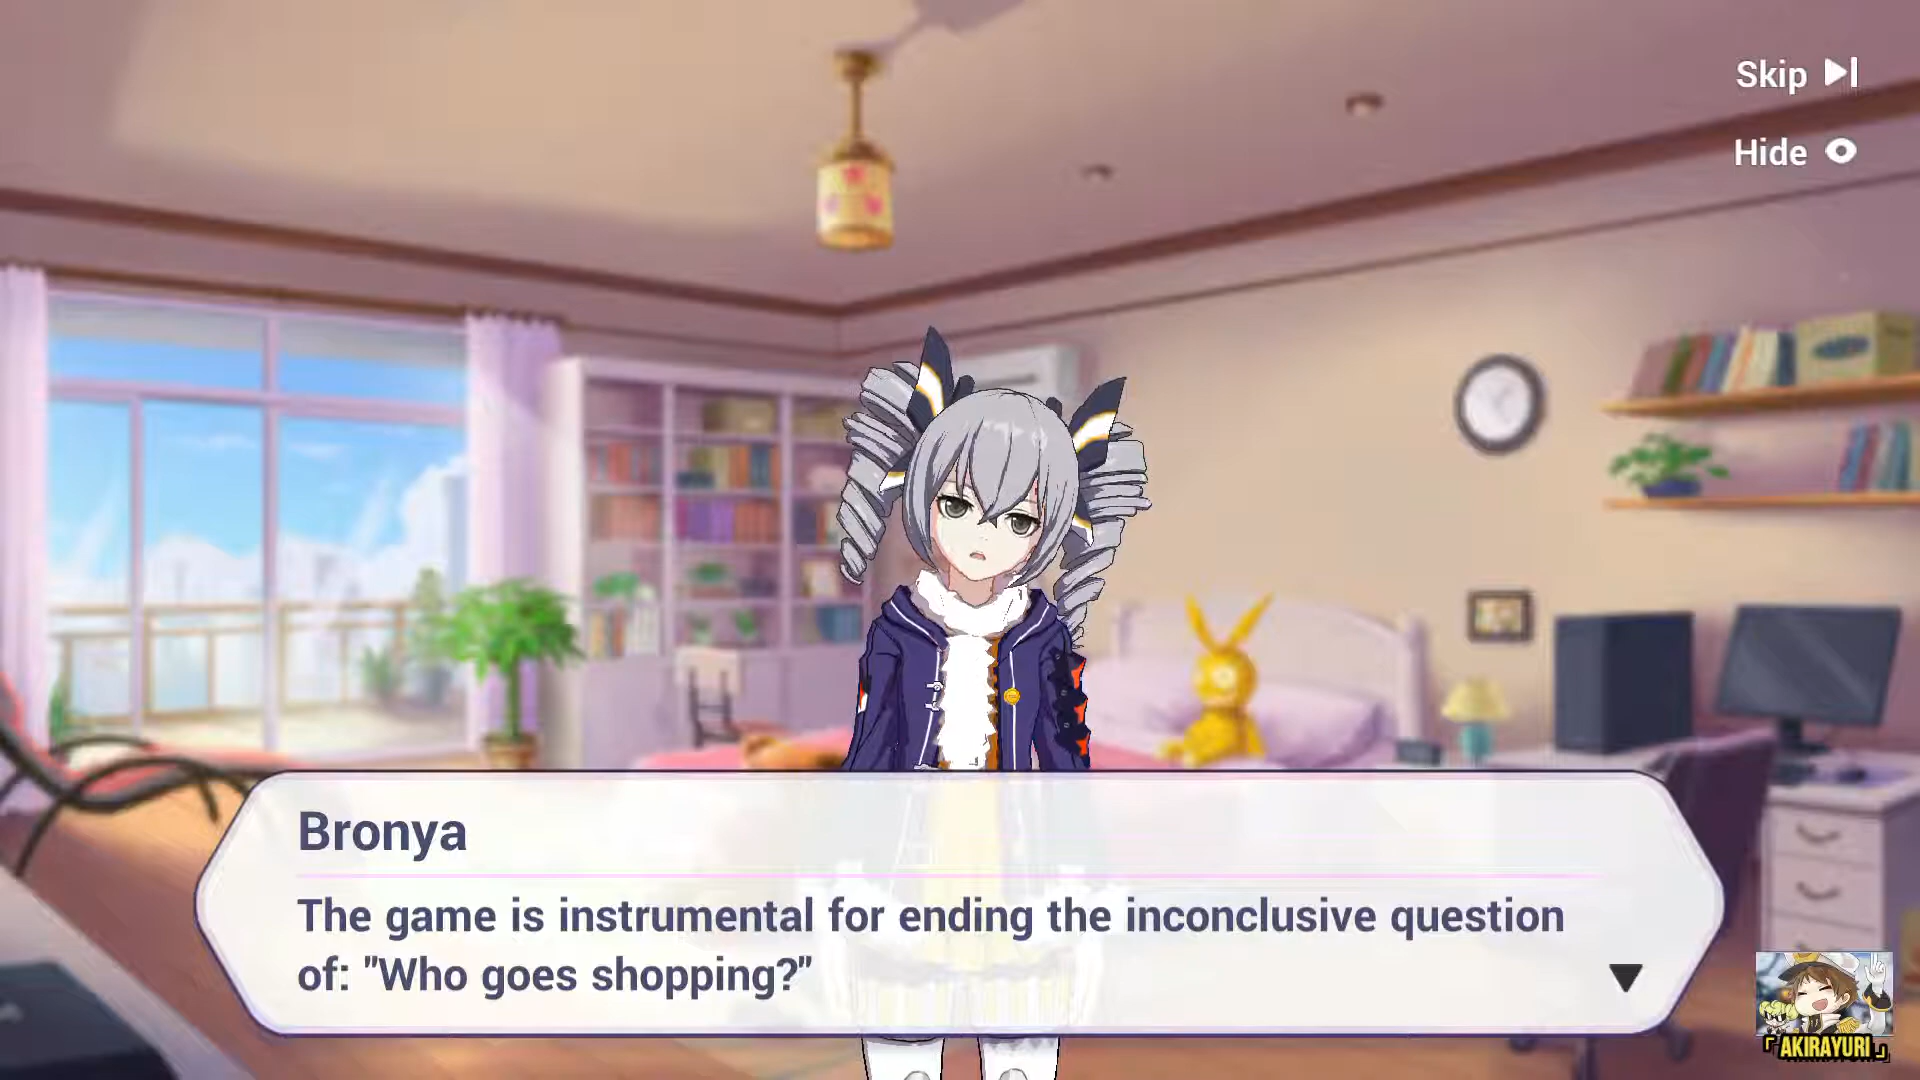 Skip
Hide
Bronya
The game is instrumental for ending the inconclusive question
of: "Who goes shopping?"
「AKIRAYURI」